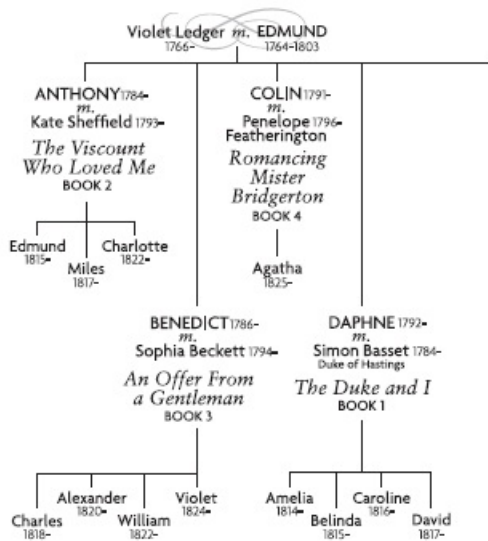 Violet Ledger m. EDMUND
1766- 1764-1803
ANTHONY 1784-
m.
Kate Sheffield 1793-
The Viscount
Who Loved Me
BOOK 2
Edmund
1815-
Miles
1817-
Charlotte
1822-
COLIN 1791-
m.
Penelope 1796-
Featherington
Romancing
Mister
Bridgerton
BOOK 4
Agatha
1825-
BENEDICT 1786-
m.
Sophia Beckett 1794-
An Offer From
a Gentleman
BOOK 3
Charles
1818-
Alexander
1820-
William
1822-
Violet
1824-
DAPHNE 1792-
m.
Simon Basset 1784-
Duke of Hastings
The Duke and I
BOOK 1
Amelia
1814-
Belinda
1815-
Caroline
1816-
David
1817-